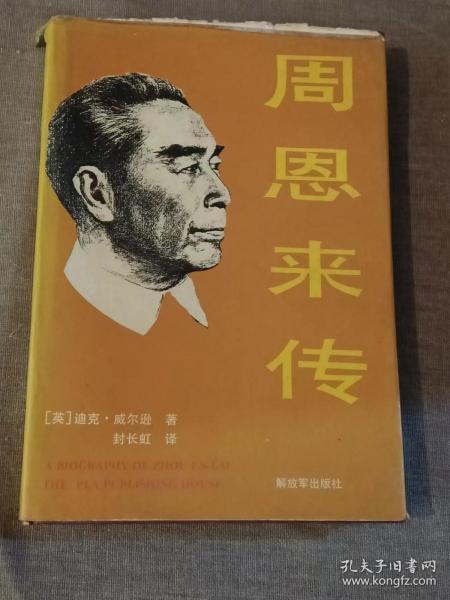 周恩来传
[英]迪克·威尔逊 著
封长虹 译
A BIOGRAPHY OF ZHOU EN-LAI
THE PLA PUBLISHING HOUSE
解放军出版社
孔夫子旧书网
www.kongfz.com